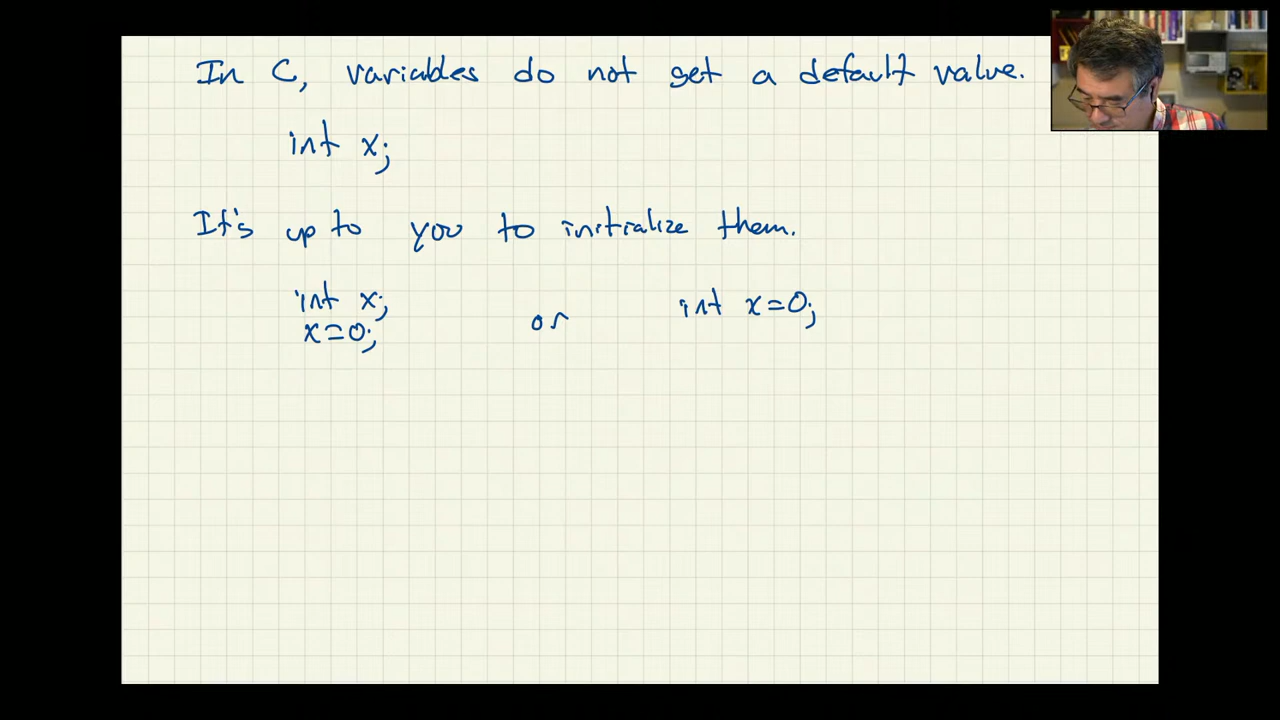 In C, variables do not get a default value.
int x;
It's up to you to initialize them.
int x;
x=0;
or
int x=0;